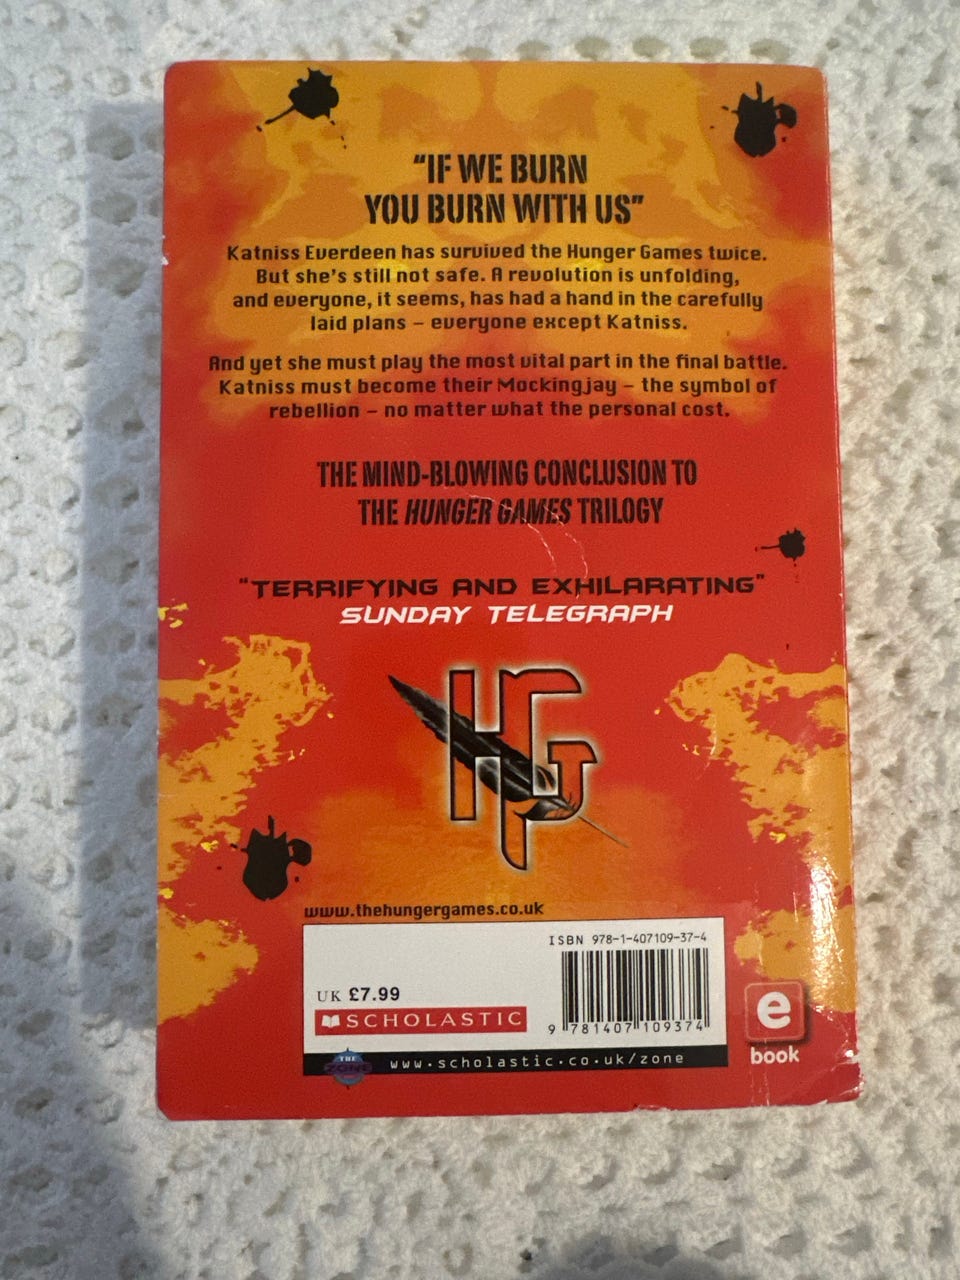 "IF WE BURN
YOU BURN WITH US"
Katniss Everdeen has survived the Hunger Games twice.
But she's still not safe. A revolution is unfolding,
and everyone, it seems, has had a hand in the carefully
laid plans – everyone except Katniss.
And yet she must play the most vital part in the final battle.
Katniss must become their Mockingjay – the symbol of
rebellion – no matter what the personal cost.
THE MIND-BLOWING CONCLUSION TO
THE HUNGER GAMES TRILOGY
"TERRIFYING AND EXHILARATING"
SUNDAY TELEGRAPH
HG
www.thehungergames.co.uk
ISBN 978-1-407109-37-4
UK £7.99
SCHOLASTIC
9 781407 109374
e
book
THE
ZONE
www.scholastic.co.uk/zone